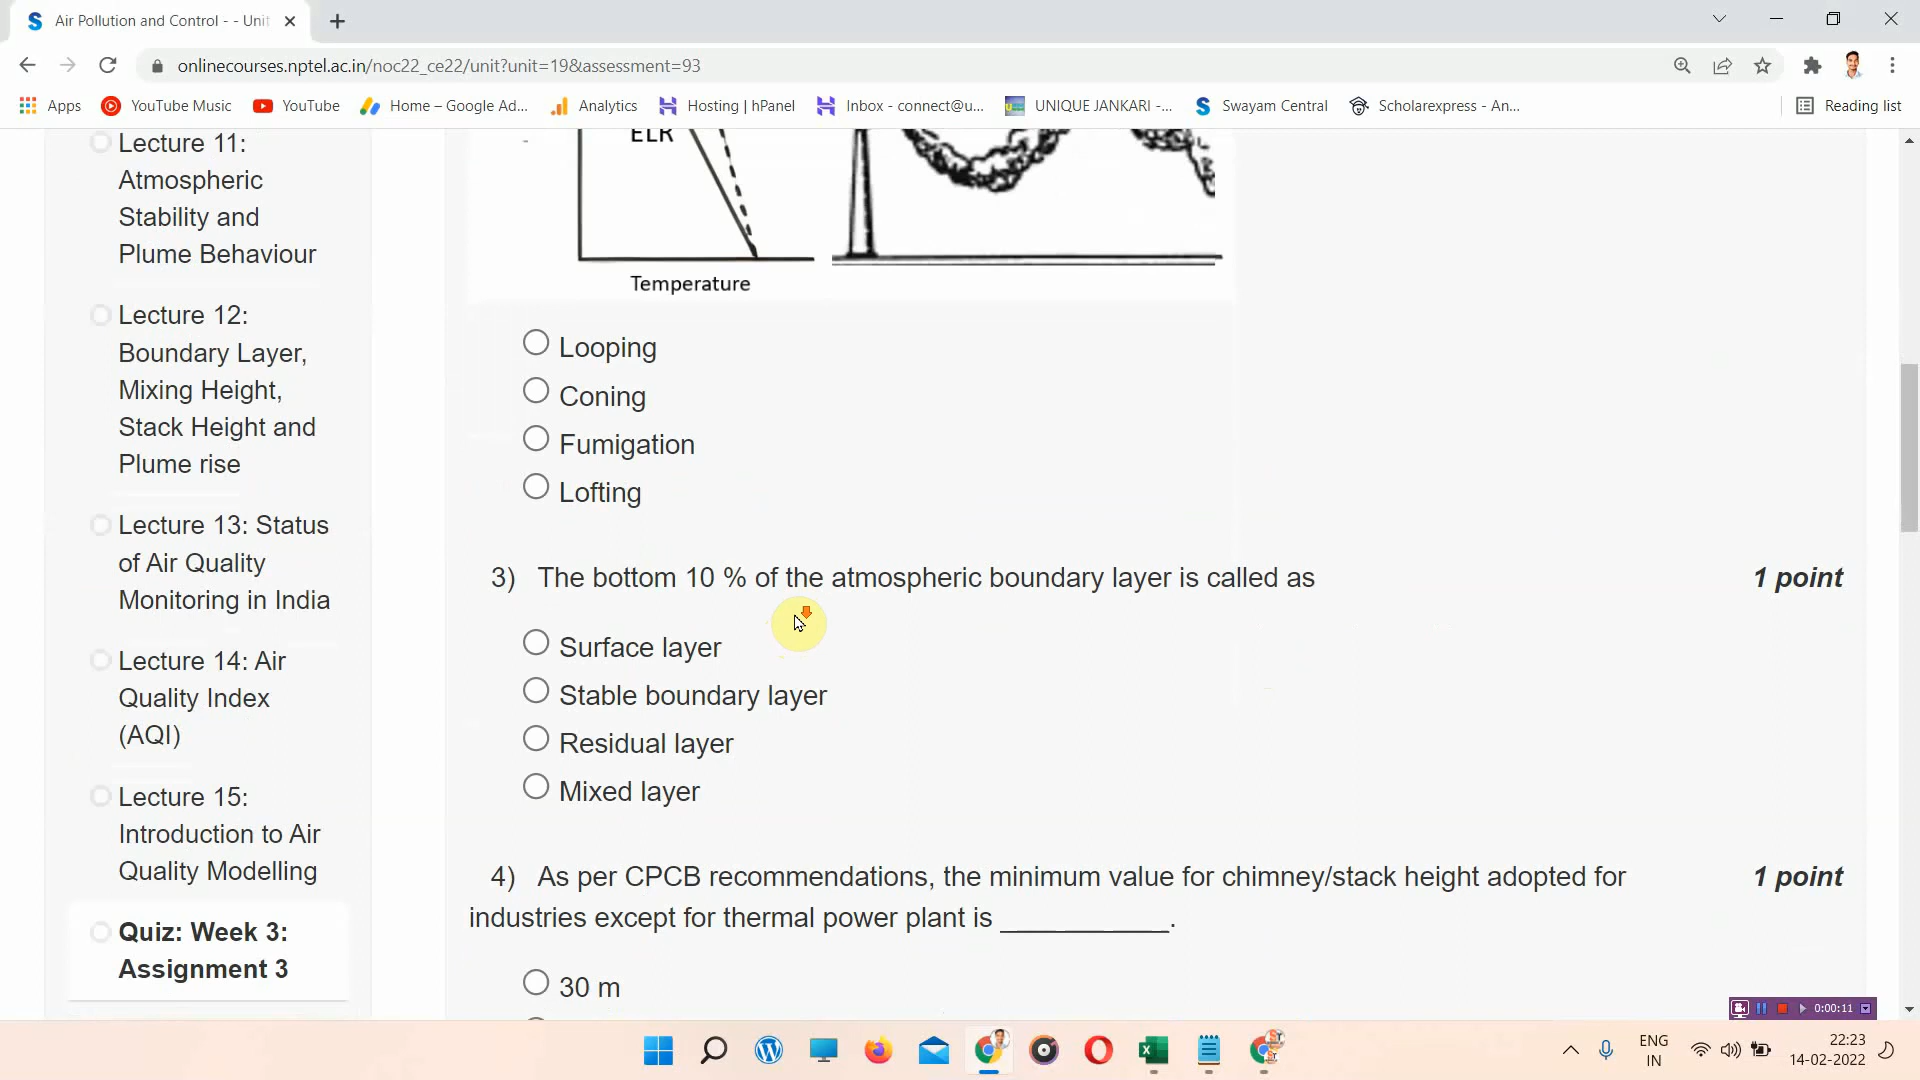 Air Pollution and Control - - Unit
onlinecourses.nptel.ac.in/noc22_ce22/unit?unit=19&assessment=93
Apps
YouTube Music
YouTube
Home – Google Ad...
Analytics
Hosting | hPanel
Inbox - connect@u...
UNIQUE JANKARI -...
Swayam Central
Scholarexpress - An...
Reading list
Lecture 11:
Atmospheric
Stability and
Plume Behaviour
Lecture 12:
Boundary Layer,
Mixing Height,
Stack Height and
Plume rise
Lecture 13: Status
of Air Quality
Monitoring in India
Lecture 14: Air
Quality Index
(AQI)
Lecture 15:
Introduction to Air
Quality Modelling
Quiz: Week 3:
Assignment 3
ELR
Temperature
Looping
Coning
Fumigation
Lofting
3) The bottom 10 % of the atmospheric boundary layer is called as
1 point
Surface layer
Stable boundary layer
Residual layer
Mixed layer
4) As per CPCB recommendations, the minimum value for chimney/stack height adopted for
1 point
industries except for thermal power plant is ___________.
30 m
0:00:11
ENG
IN
22:23
14-02-2022